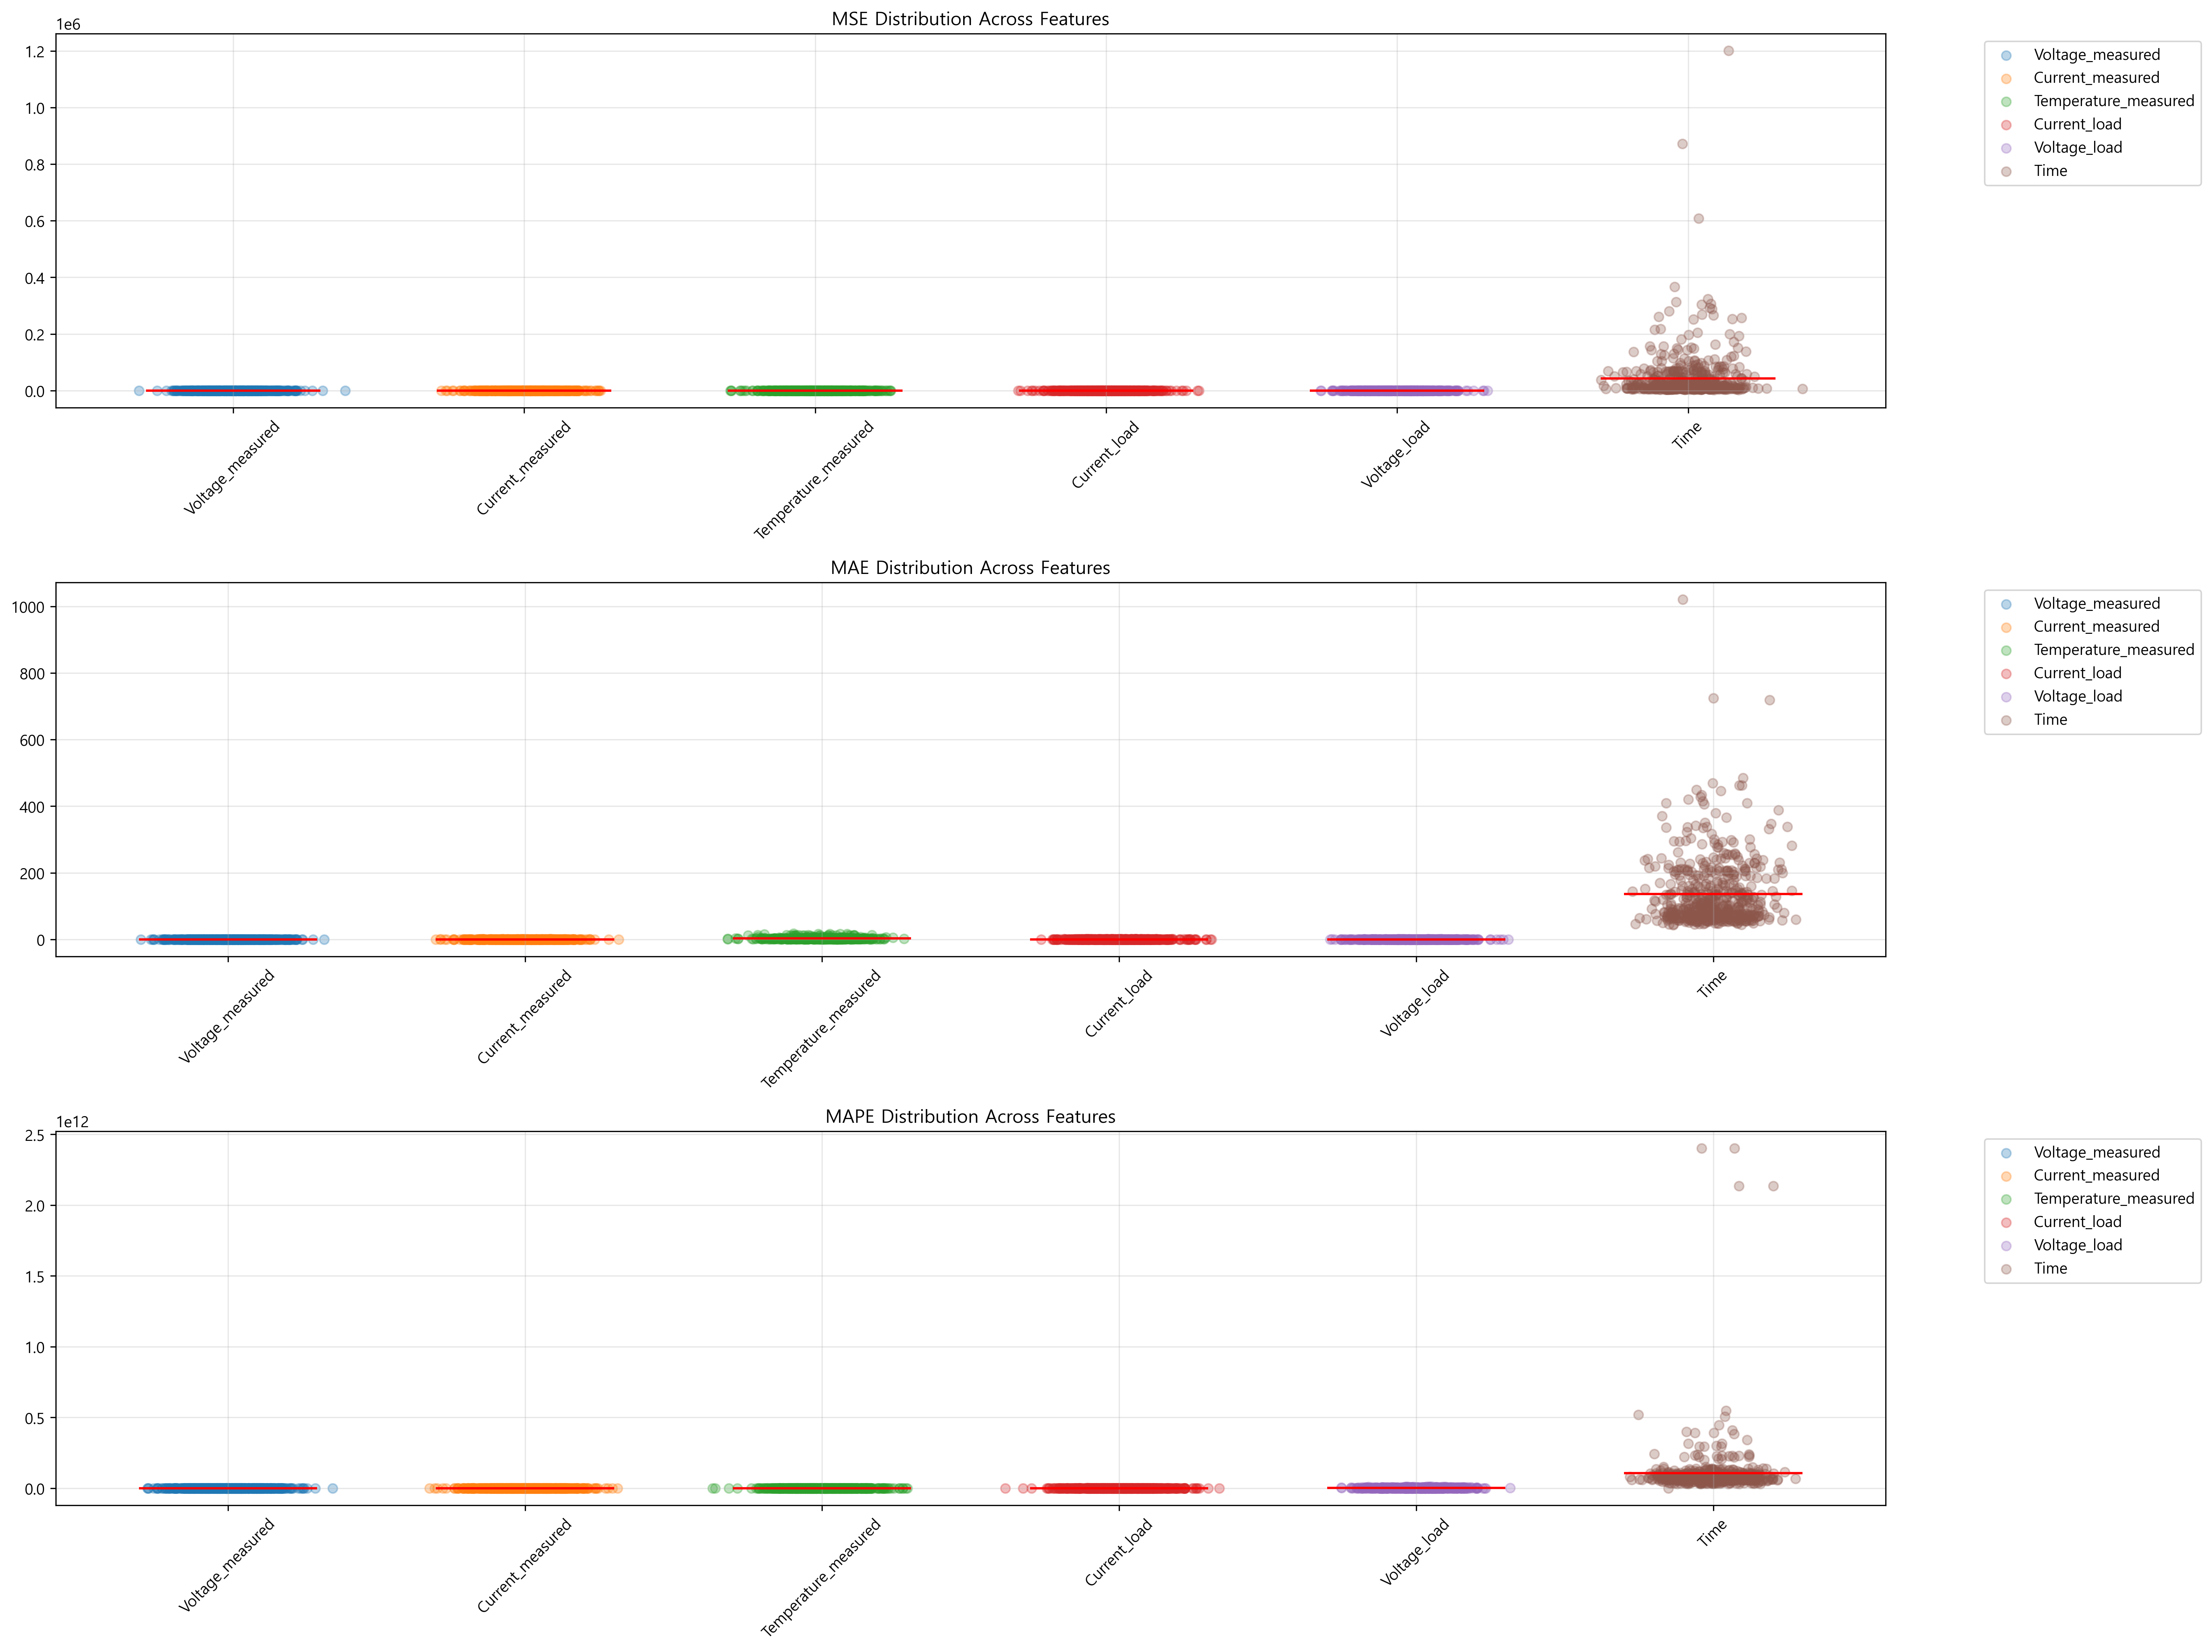 MSE Distribution Across Features
1e6
1.2
1.0
0.8
0.6
0.4
0.2
0.0
Voltage_measured
Current_measured
Temperature_measured
Current_load
Voltage_load
Time
Voltage_measured
Current_measured
Temperature_measured
Current_load
Voltage_load
Time
MAE Distribution Across Features
1000
800
600
400
200
0
Voltage_measured
Current_measured
Temperature_measured
Current_load
Voltage_load
Time
Voltage_measured
Current_measured
Temperature_measured
Current_load
Voltage_load
Time
MAPE Distribution Across Features
1e12
2.5
2.0
1.5
1.0
0.5
0.0
Voltage_measured
Current_measured
Temperature_measured
Current_load
Voltage_load
Time
Voltage_measured
Current_measured
Temperature_measured
Current_load
Voltage_load
Time